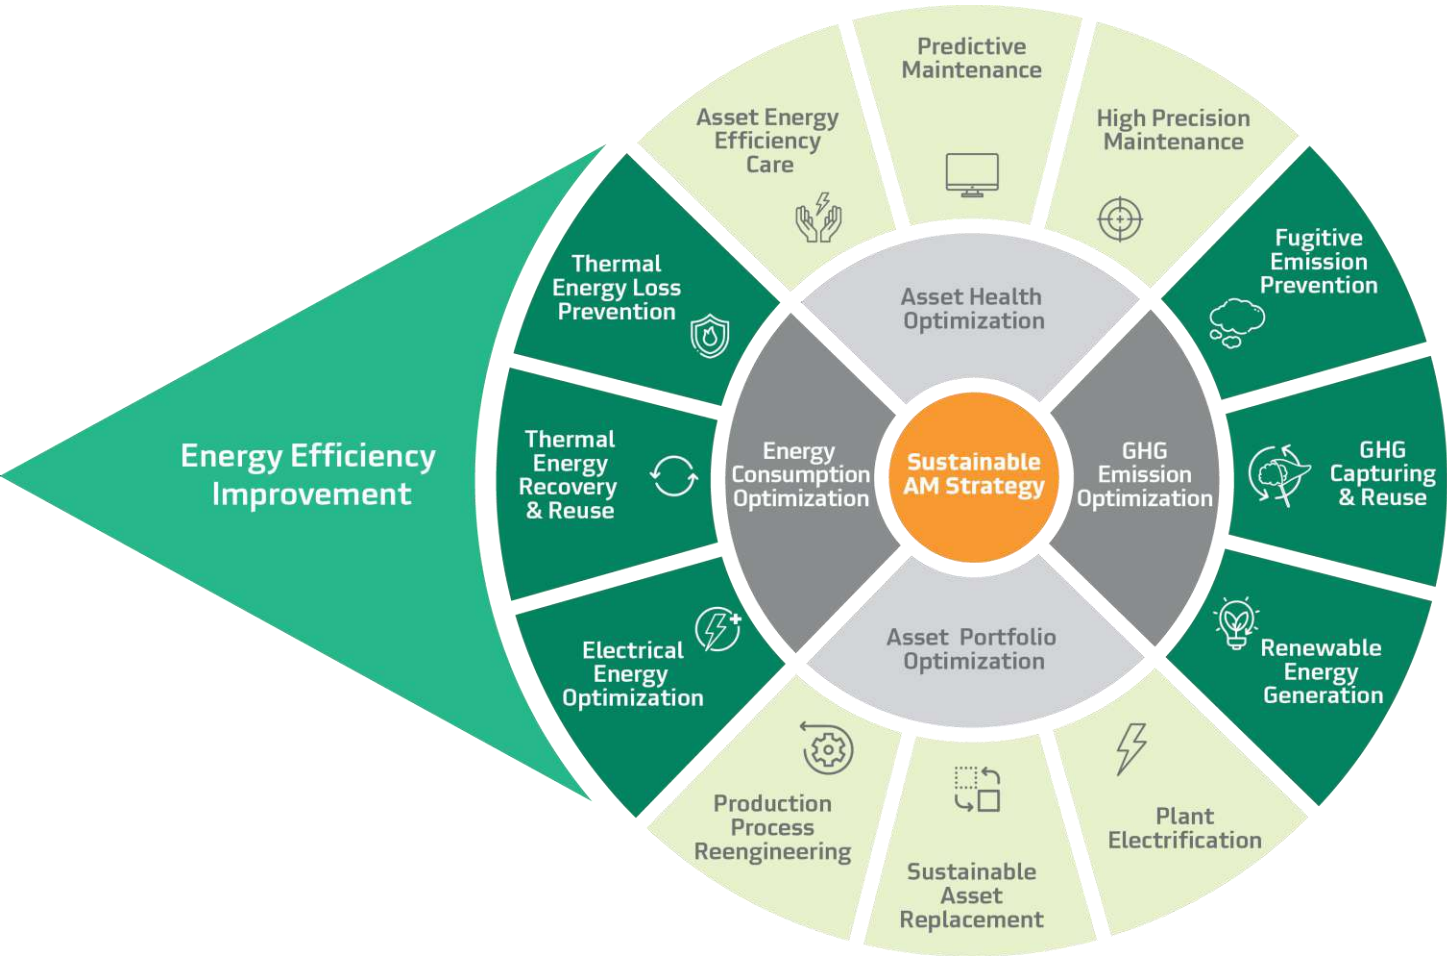 Predictive
Maintenance
Asset Energy
Efficiency
Care
High Precision
Maintenance
Thermal
Energy Loss
Prevention
Fugitive
Emission
Prevention
Asset Health
Optimization
Energy Efficiency
Improvement
Thermal
Energy
Recovery
& Reuse
Energy
Consumption
Optimization
Sustainable
AM Strategy
GHG
Emission
Optimization
GHG
Capturing
& Reuse
Electrical
Energy
Optimization
Asset Portfolio
Optimization
Renewable
Energy
Generation
Production
Process
Reengineering
Sustainable
Asset
Replacement
Plant
Electrification